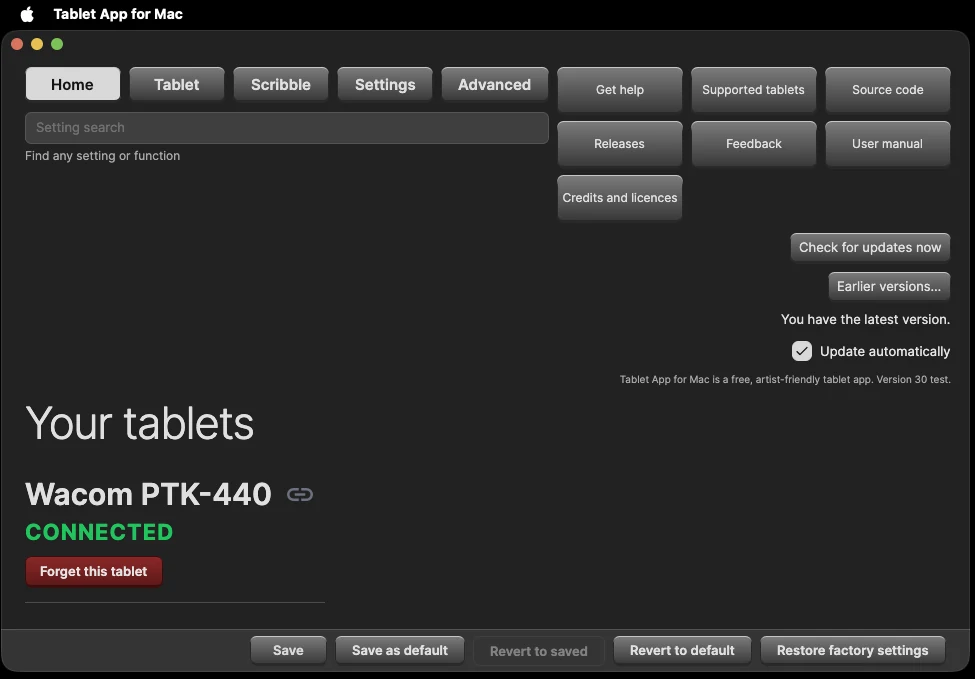 Tablet App for Mac
Home
Tablet
Scribble
Settings
Advanced
Get help
Supported tablets
Source code
Setting search
Find any setting or function
Releases
Feedback
User manual
Credits and licences
Check for updates now
Earlier versions...
You have the latest version.
Update automatically
Tablet App for Mac is a free, artist-friendly tablet app. Version 30 test.
Your tablets
Wacom PTK-440
CONNECTED
Forget this tablet
Save
Save as default
Revert to saved
Revert to default
Restore factory settings